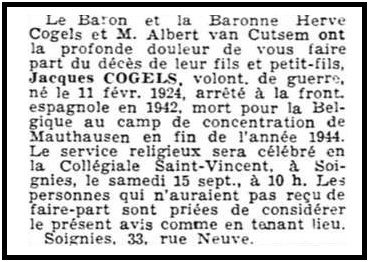 Le Baron et la Baronne Herve
Cogels et M. Albert van Cutsem ont
la profonde douleur de vous faire
part du décès de leur fils et petit-fils,
Jacques COGELS, volont. de guerre,
né le 11 févr. 1924, arrêté à la front.
espagnole en 1942, mort pour la Bel-
gique au camp de concentration de
Mauthausen en fin de l'année 1944.
Le service religieux sera célébré en
la Collégiale Saint-Vincent, à Soi-
gnies, le samedi 15 sept., à 10 h. Les
personnes qui n'auraient pas reçu de
faire-part sont priées de considérer
le présent avis comme en tenant lieu.
Soignies, 33, rue Neuve.